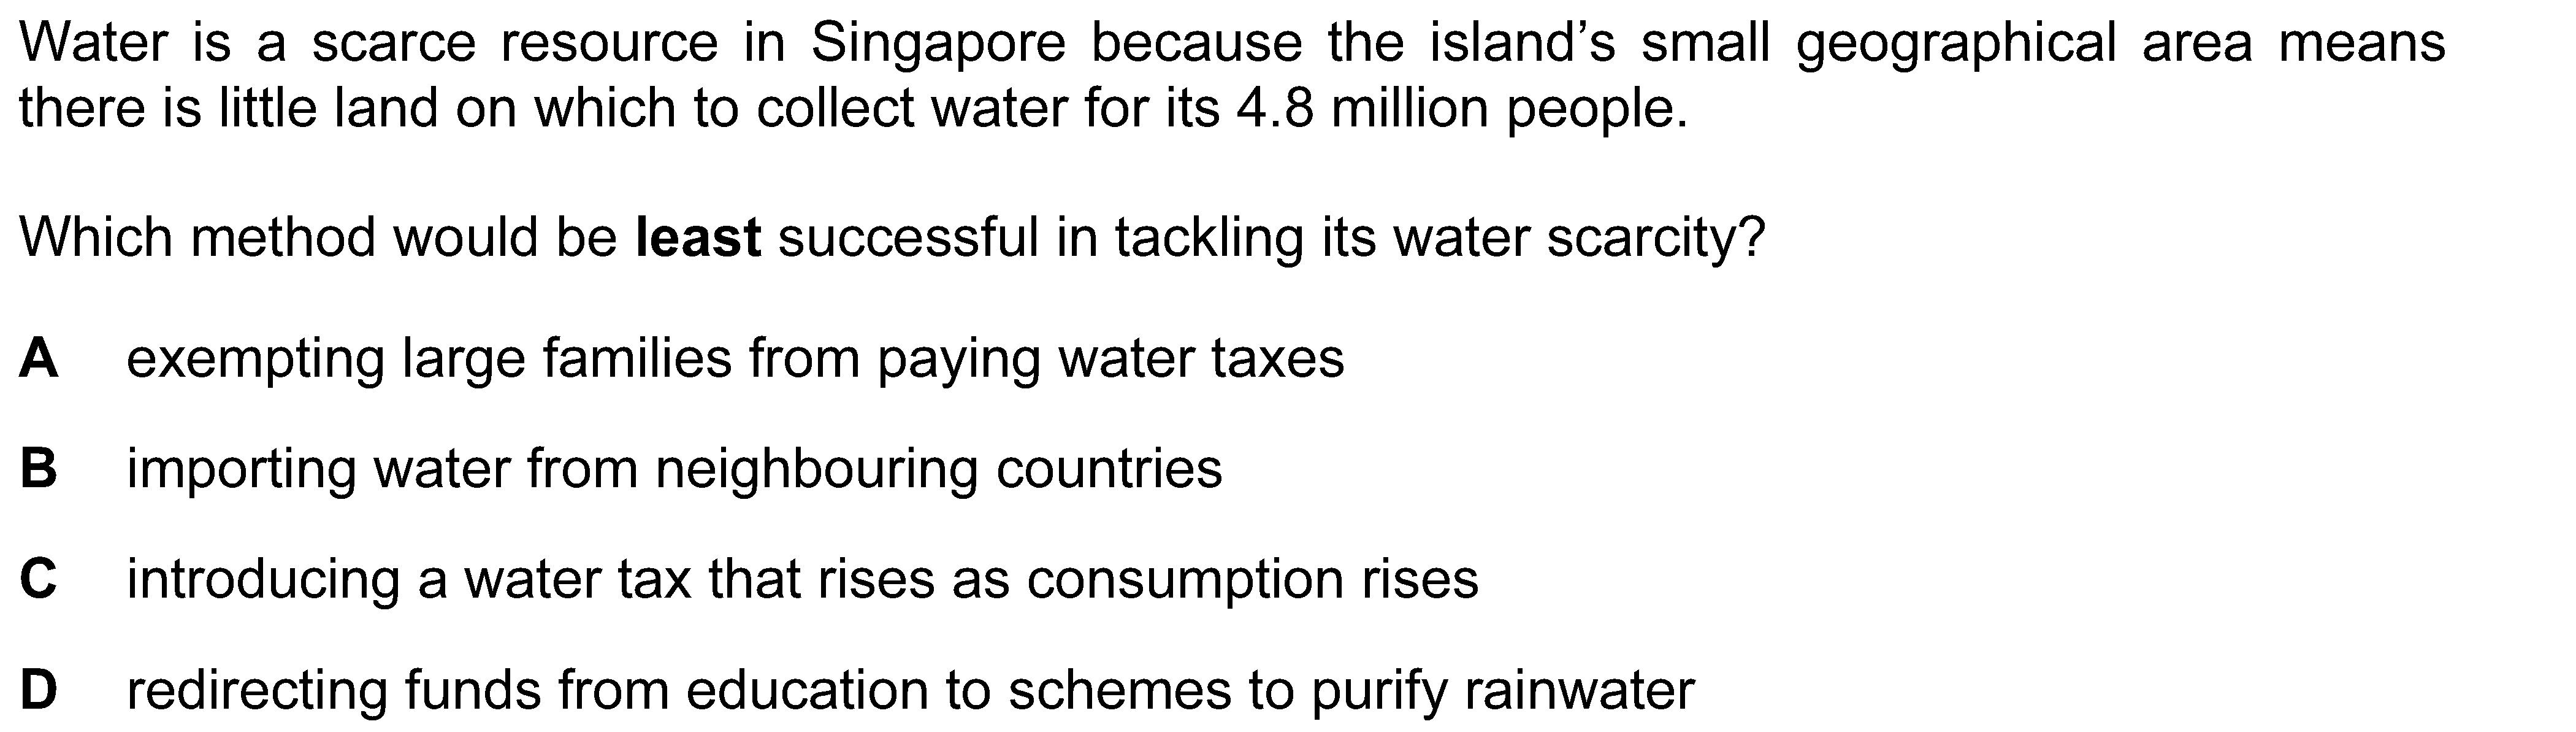 Water is a scarce resource in Singapore because the island’s small geographical area means
there is little land on which to collect water for its 4.8 million people.
Which method would be least successful in tackling its water scarcity?
A exempting large families from paying water taxes
B importing water from neighbouring countries
C introducing a water tax that rises as consumption rises
D redirecting funds from education to schemes to purify rainwater